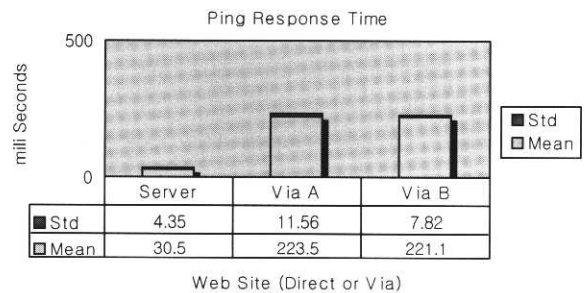 Ping Response Time
500
0
milli Seconds
Std
Mean
Server Via A Via B
Std 4.35 11.56 7.82
Mean 30.5 223.5 221.1
Web Site (Direct or Via)